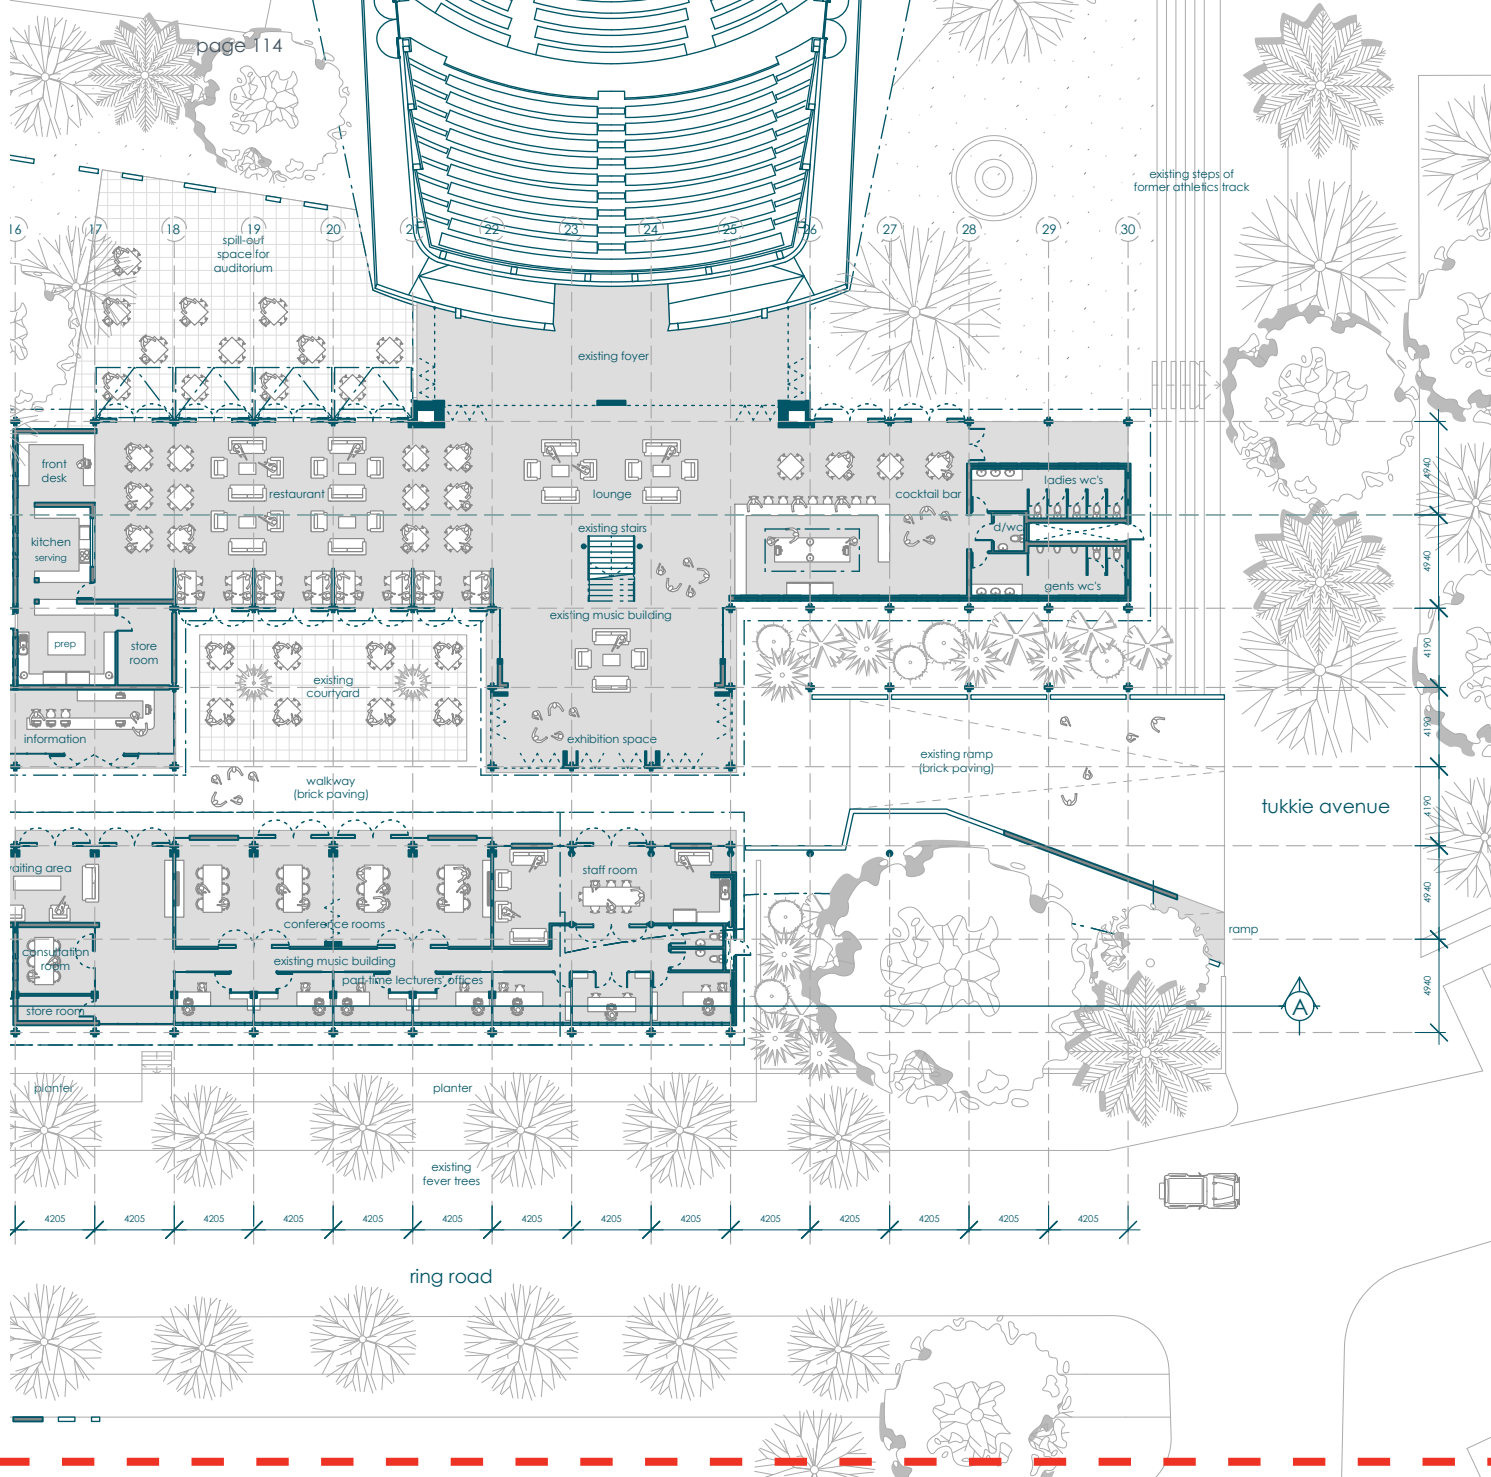 page 114
existing steps of
former athletics track
16 17 18 19 20 21 22 23 24 25 26 27 28 29 30
spill-out
space for
auditorium
existing foyer
front
desk
restaurant
lounge
cocktail bar
ladies wc's
existing stairs
d/wc
kitchen
serving
gents wc's
existing music building
prep
store
room
existing
courtyard
information
exhibition space
existing ramp
(brick paving)
walkway
(brick paving)
tukkie avenue
4940
4940
4190
4190
4190
4940
4940
waiting area
staff room
conference rooms
ramp
consultation
room
existing music building
part-time lecturers' offices
store room
A
planter
planter
existing
fever trees
4205 4205 4205 4205 4205 4205 4205 4205 4205 4205 4205 4205 4205 4205
ring road